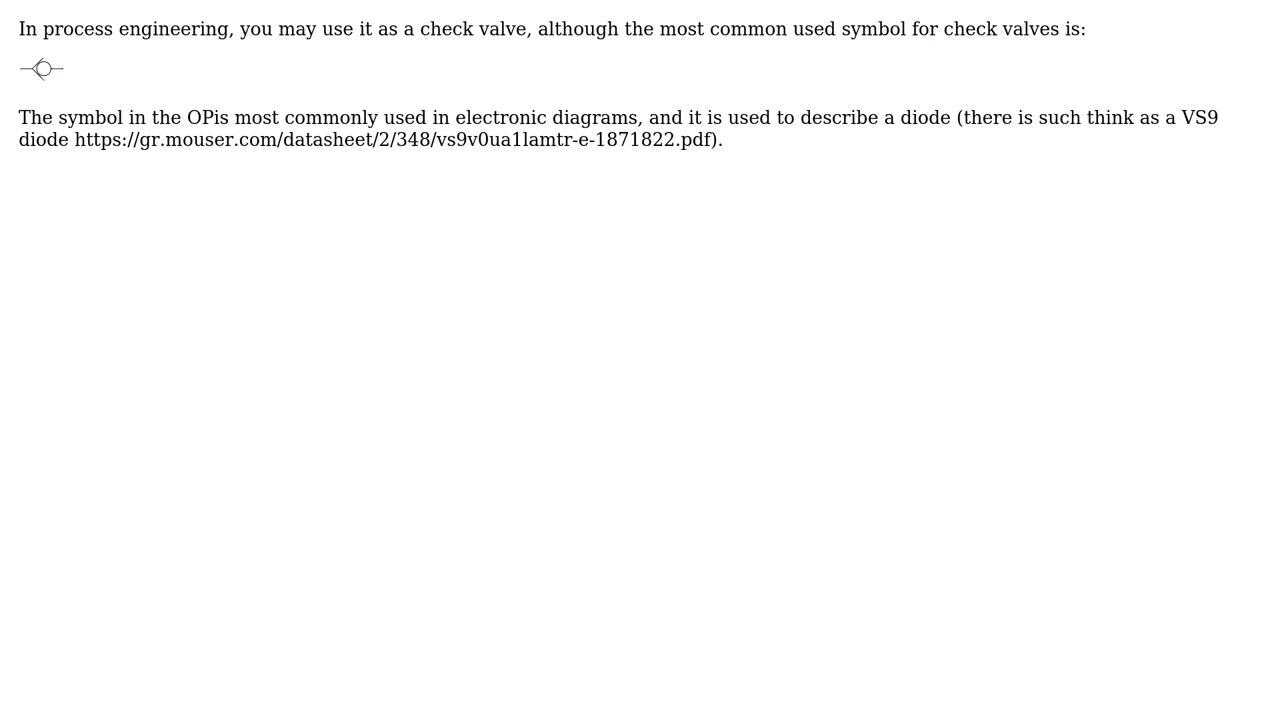 In process engineering, you may use it as a check valve, although the most common used symbol for check valves is:
The symbol in the OPis most commonly used in electronic diagrams, and it is used to describe a diode (there is such think as a VS9
diode https://gr.mouser.com/datasheet/2/348/vs9v0ua1lamtr-e-1871822.pdf).